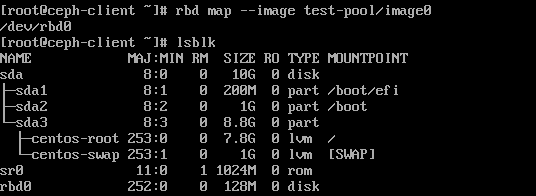 [root@ceph-client ~]# rbd map --image test-pool/image0
/dev/rbd0
[root@ceph-client ~]# lsblk
NAME            MAJ:MIN RM  SIZE RO TYPE MOUNTPOINT
sda               8:0    0   10G  0 disk
├─sda1            8:1    0  200M  0 part /boot/efi
├─sda2            8:2    0    1G  0 part /boot
└─sda3            8:3    0  8.8G  0 part
  ├─centos-root 253:0    0  7.8G  0 lvm  /
  └─centos-swap 253:1    0    1G  0 lvm  [SWAP]
sr0              11:0    1 1024M  0 rom
rbd0            252:0    0  128M  0 disk